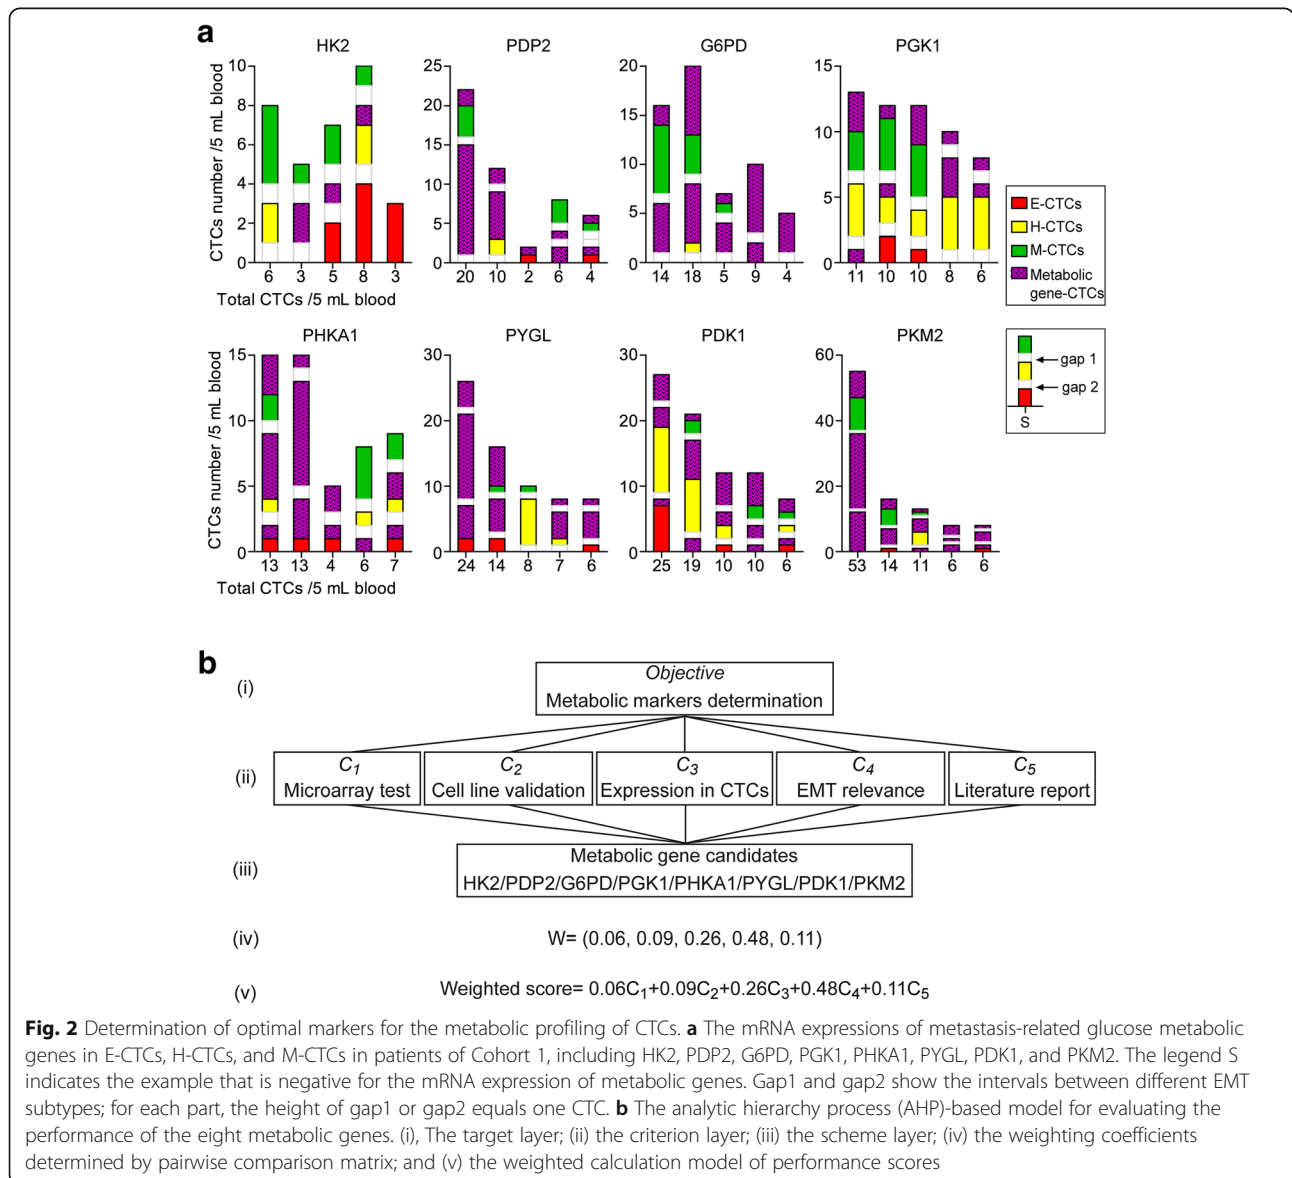 a
HK2 PDP2 G6PD PGK1
CTCs number /5 mL blood
10 8 6 4 2 0
25 20 15 10 5 0
20 15 10 5 0
15 10 5 0
6 3 5 8 3
20 10 2 6 4
14 18 5 9 4
11 10 10 8 6
Total CTCs /5 mL blood
E-CTCs
H-CTCs
M-CTCs
Metabolic
gene-CTCs
PHKA1 PYGL PDK1 PKM2
CTCs number /5 mL blood
15 10 5 0
30 20 10 0
30 20 10 0
60 40 20 0
13 13 4 6 7
24 14 8 7 6
25 19 10 10 6
53 14 11 6 6
Total CTCs /5 mL blood
gap 1
gap 2
S
b
(i)
Objective
Metabolic markers determination
(ii)
C1 C2 C3 C4 C5
Microarray test Cell line validation Expression in CTCs EMT relevance Literature report
(iii)
Metabolic gene candidates
HK2/PDP2/G6PD/PGK1/PHKA1/PYGL/PDK1/PKM2
(iv) W= (0.06, 0.09, 0.26, 0.48, 0.11)
(v) Weighted score= 0.06C1+0.09C2+0.26C3+0.48C4+0.11C5
Fig. 2 Determination of optimal markers for the metabolic profiling of CTCs. a The mRNA expressions of metastasis-related glucose metabolic
genes in E-CTCs, H-CTCs, and M-CTCs in patients of Cohort 1, including HK2, PDP2, G6PD, PGK1, PHKA1, PYGL, PDK1, and PKM2. The legend S
indicates the example that is negative for the mRNA expression of metabolic genes. Gap1 and gap2 show the intervals between different EMT
subtypes; for each part, the height of gap1 or gap2 equals one CTC. b The analytic hierarchy process (AHP)-based model for evaluating the
performance of the eight metabolic genes. (i), The target layer; (ii) the criterion layer; (iii) the scheme layer; (iv) the weighting coefficients
determined by pairwise comparison matrix; and (v) the weighted calculation model of performance scores